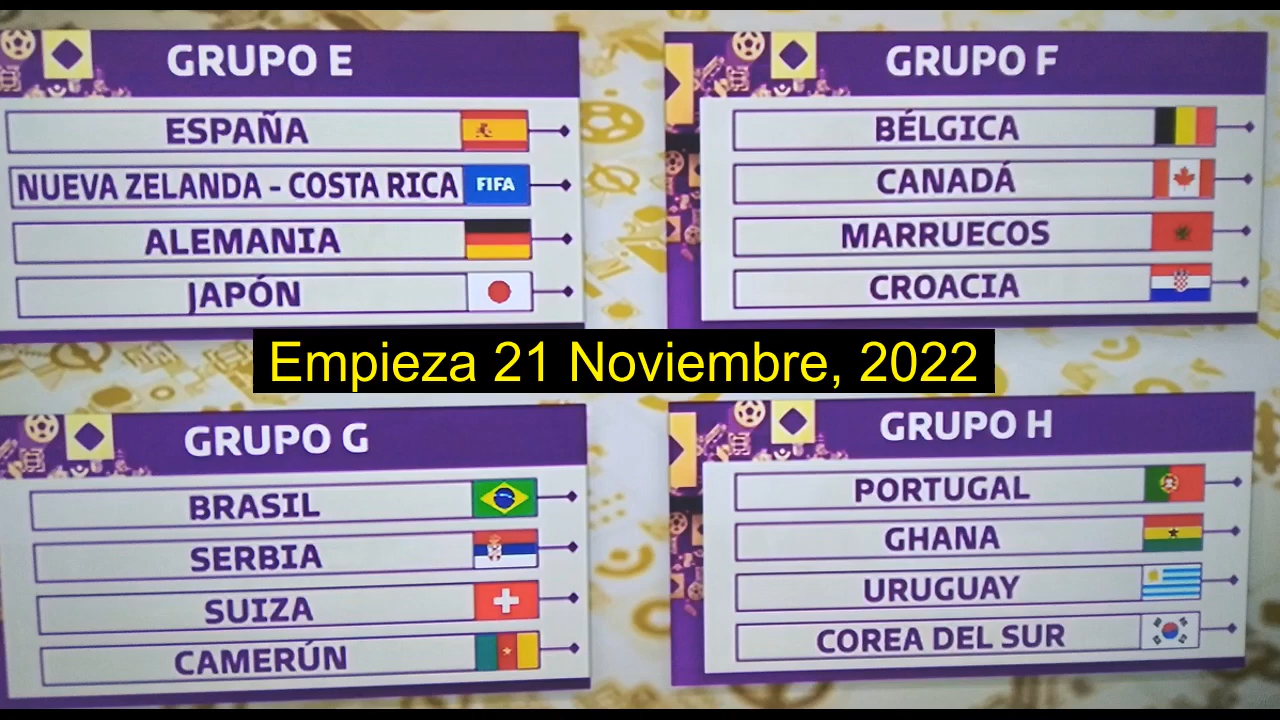 GRUPO E
ESPAÑA
NUEVA ZELANDA - COSTA RICA FIFA
ALEMANIA
JAPÓN
GRUPO F
BÉLGICA
CANADÁ
MARRUECOS
CROACIA
Empieza 21 Noviembre, 2022
GRUPO G
BRASIL
SERBIA
SUIZA
CAMERÚN
GRUPO H
PORTUGAL
GHANA
URUGUAY
COREA DEL SUR